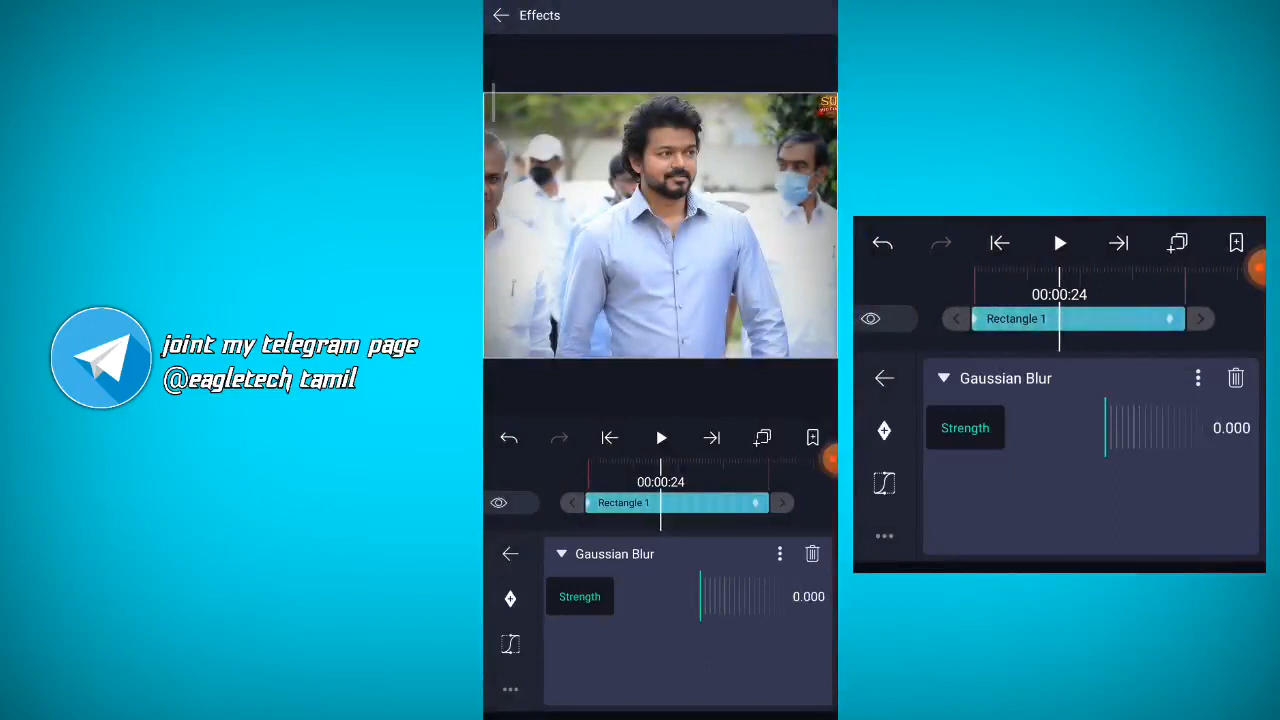 Effects
joint my telegram page
@eagletech tamil
00:00:24
Rectangle 1
Gaussian Blur
Strength
0.000
00:00:24
Rectangle 1
Gaussian Blur
Strength
0.000